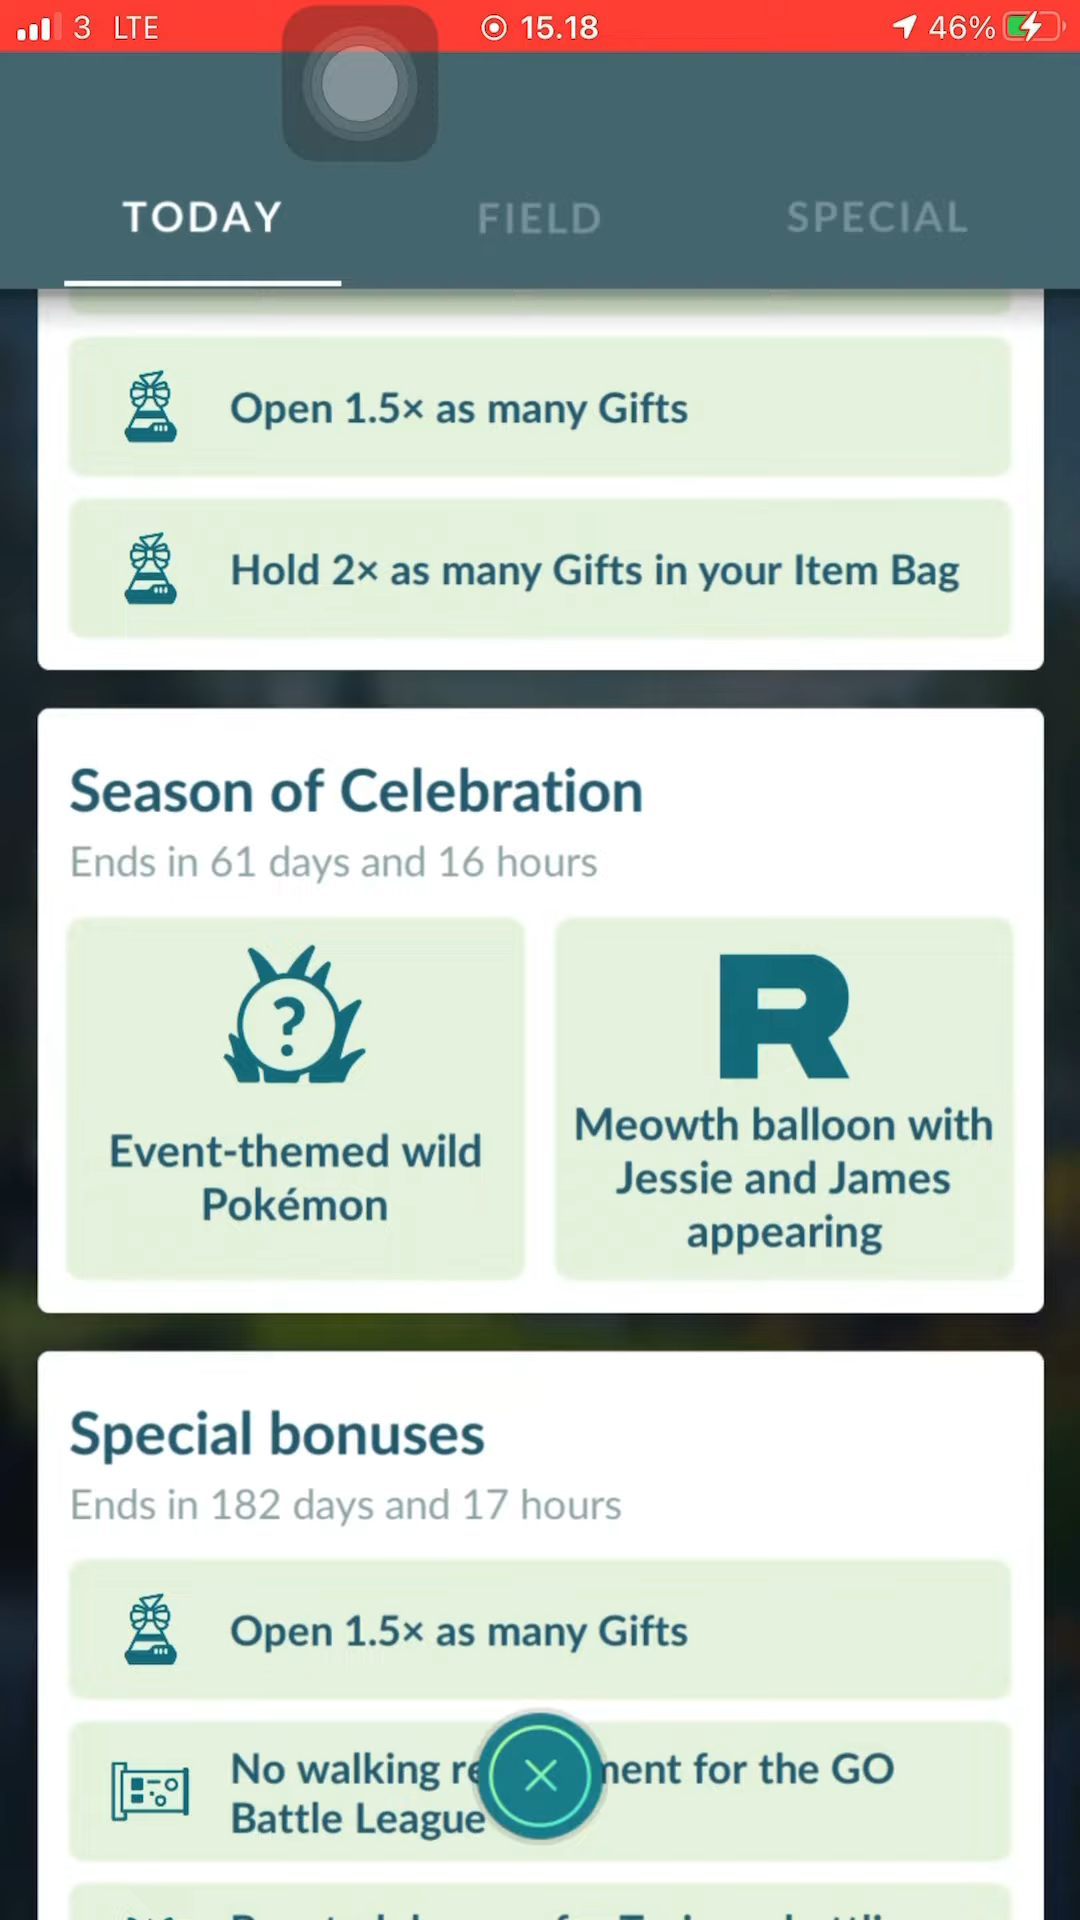 3 LTE 15.18 46%
TODAY FIELD SPECIAL
Open 1.5× as many Gifts
Hold 2× as many Gifts in your Item Bag
Season of Celebration
Ends in 61 days and 16 hours
Event-themed wild
Pokémon
R
Meowth balloon with
Jessie and James
appearing
Special bonuses
Ends in 182 days and 17 hours
Open 1.5× as many Gifts
No walking re ment for the GO
Battle League